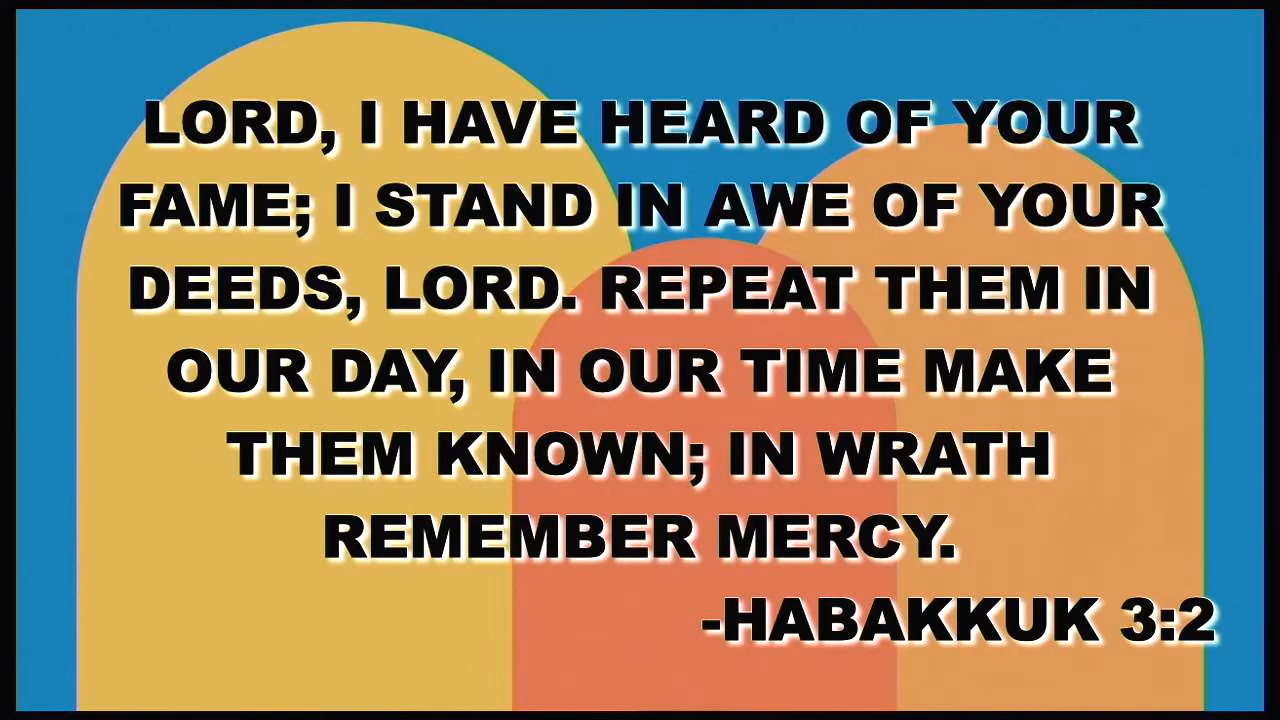 LORD, I HAVE HEARD OF YOUR
FAME; I STAND IN AWE OF YOUR
DEEDS, LORD. REPEAT THEM IN
OUR DAY, IN OUR TIME MAKE
THEM KNOWN; IN WRATH
REMEMBER MERCY.
-HABAKKUK 3:2